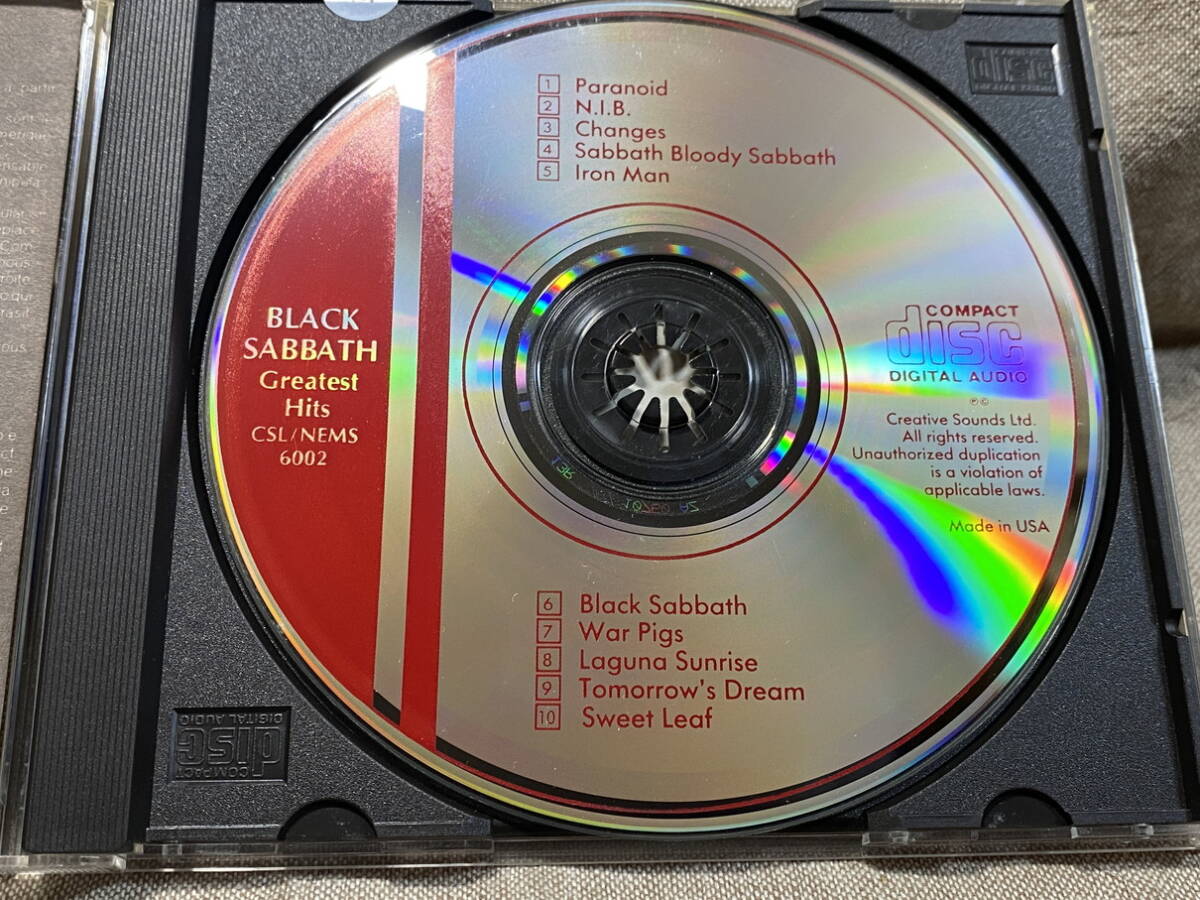 a partir
sont
BLACK
SABBATH
Greatest
Hits
CSL/NEMS
6002
1 Paranoid
2 N.I.B.
3 Changes
4 Sabbath Bloody Sabbath
5 Iron Man
COMPACT
disc
DIGITAL AUDIO
℗©
Creative Sounds Ltd.
All rights reserved.
Unauthorized duplication
is a violation of
applicable laws.
Made in USA
6 Black Sabbath
7 War Pigs
8 Laguna Sunrise
9 Tomorrow's Dream
10 Sweet Leaf
disc
COMPACT
disc
DIGITAL AUDIO